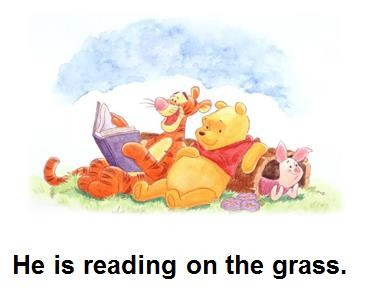 He is reading on the grass.